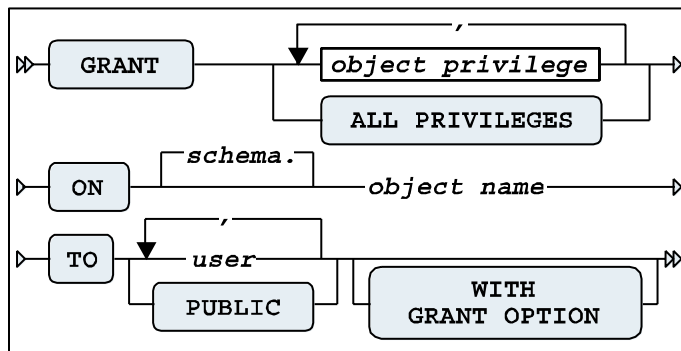 ,
GRANT
object privilege
ALL PRIVILEGES
schema.
ON
object name
,
TO
user
PUBLIC
WITH
GRANT OPTION